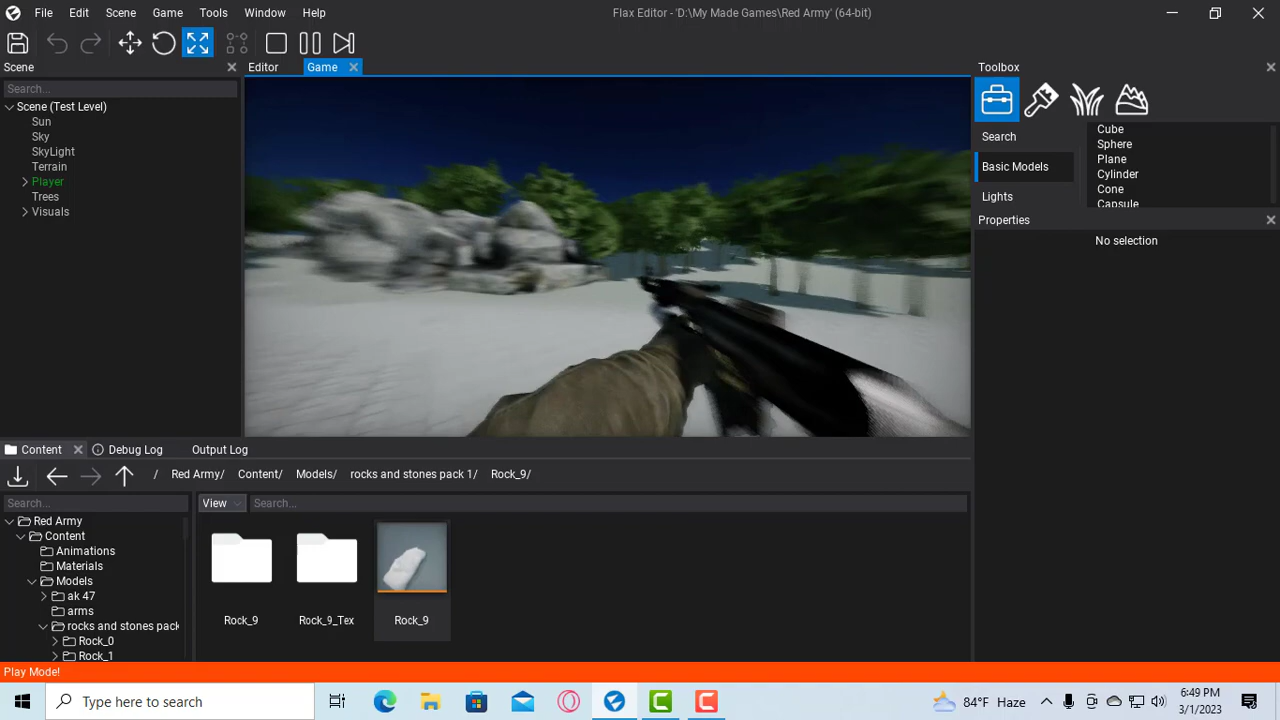 File Edit Scene Game Tools Window Help
Flax Editor - 'D:\My Made Games\Red Army' (64-bit)
Scene
Search...
Scene (Test Level)
Sun
Sky
SkyLight
Terrain
Player
Trees
Visuals
Editor Game
Toolbox
Search
Basic Models
Lights
Cube
Sphere
Plane
Cylinder
Cone
Capsule
Properties
No selection
Content Debug Log Output Log
/ Red Army/ Content/ Models/ rocks and stones pack 1/ Rock_9/
Search...
View Search...
Red Army
Content
Animations
Materials
Models
ak 47
arms
rocks and stones pack
Rock_0
Rock_1
Rock_9 Rock_9_Tex Rock_9
Play Mode!
Type here to search
84°F Haze
6:49 PM
3/1/2023